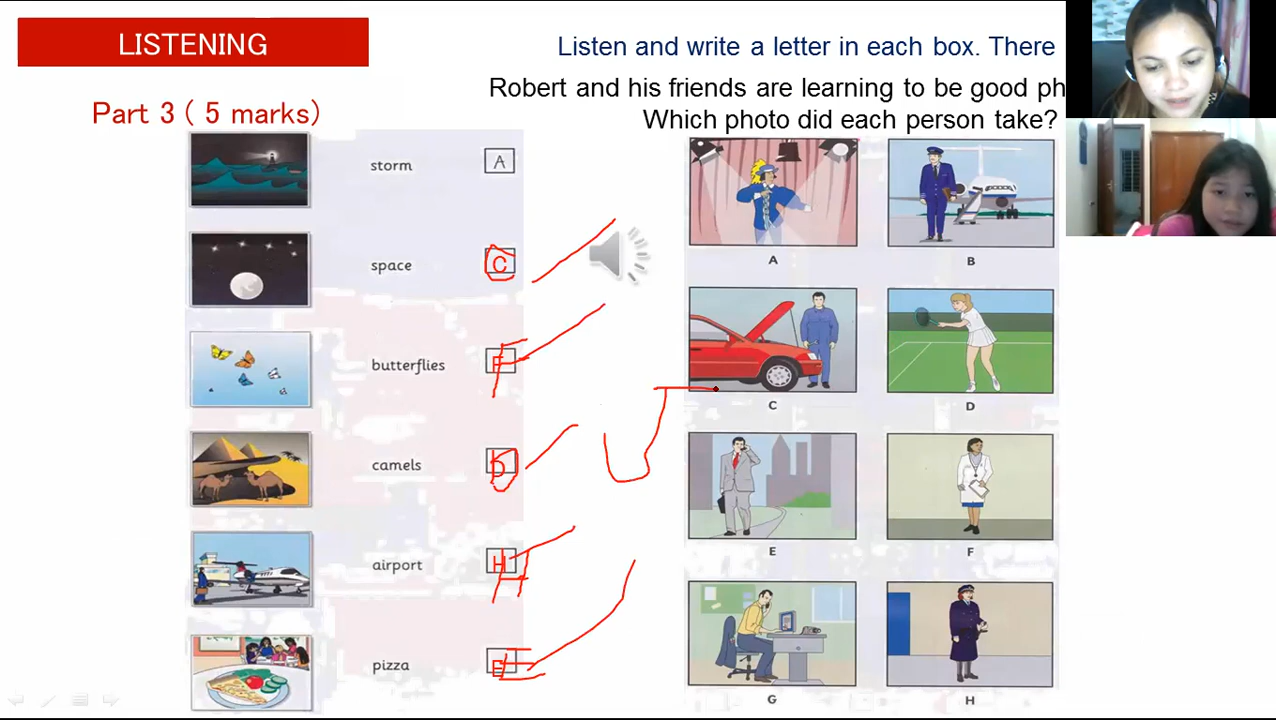 LISTENING
Listen and write a letter in each box. There
Robert and his friends are learning to be good ph
Which photo did each person take?
Part 3 ( 5 marks)
storm A
space C
butterflies F
camels D
airport H
pizza E
A B
C D
E F
G H